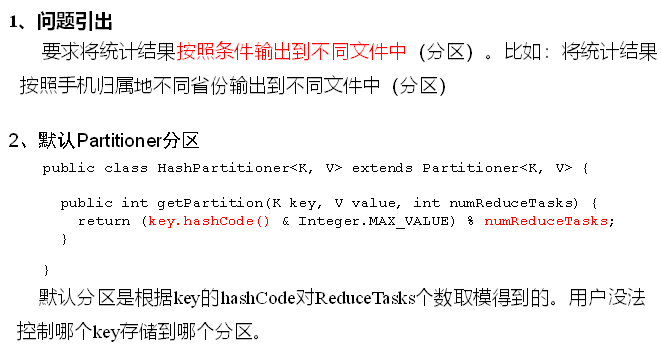 1、问题引出
要求将统计结果按照条件输出到不同文件中（分区）。比如：将统计结果
按照手机归属地不同省份输出到不同文件中（分区）
2、默认Partitioner分区
public class HashPartitioner<K, V> extends Partitioner<K, V> {
public int getPartition(K key, V value, int numReduceTasks) {
return (key.hashCode() & Integer.MAX_VALUE) % numReduceTasks;
}
}
默认分区是根据key的hashCode对ReduceTasks个数取模得到的。用户没法
控制哪个key存储到哪个分区。